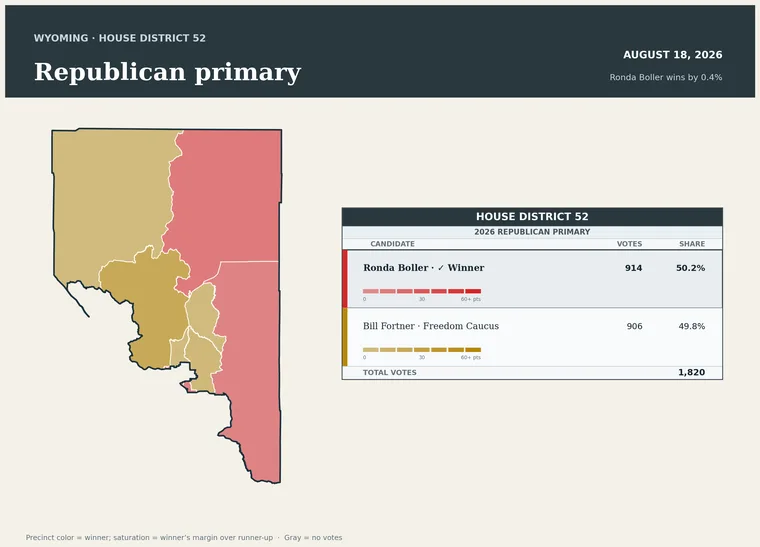 WYOMING · HOUSE DISTRICT 52
Republican primary
AUGUST 18, 2026
Ronda Boller wins by 0.4%
HOUSE DISTRICT 52
2026 REPUBLICAN PRIMARY
CANDIDATE VOTES SHARE
Ronda Boller · ✓ Winner 914 50.2%
0 30 60+ pts
Bill Fortner · Freedom Caucus 906 49.8%
0 30 60+ pts
TOTAL VOTES 1,820
Precinct color = winner; saturation = winner's margin over runner-up · Gray = no votes